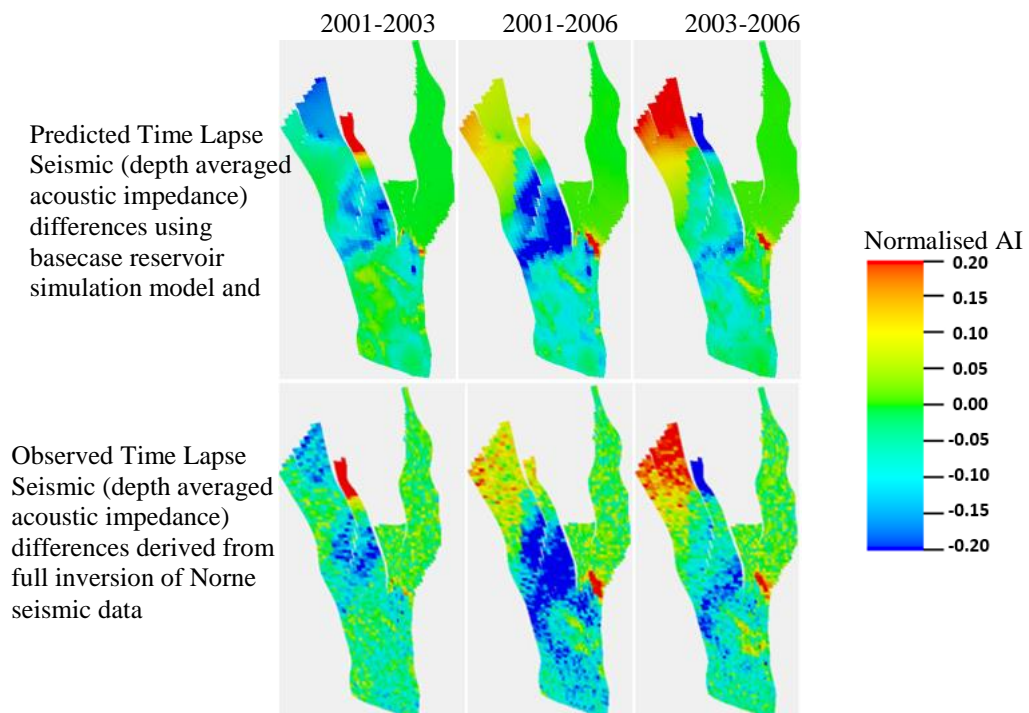 2001-2003
2001-2006
2003-2006
Predicted Time Lapse
Seismic (depth averaged
acoustic impedance)
differences using
basecase reservoir
simulation model and
Normalised AI
0.20
0.15
0.10
0.00
-0.05
-0.10
-0.15
-0.20
Observed Time Lapse
Seismic (depth averaged
acoustic impedance)
differences derived from
full inversion of Norne
seismic data